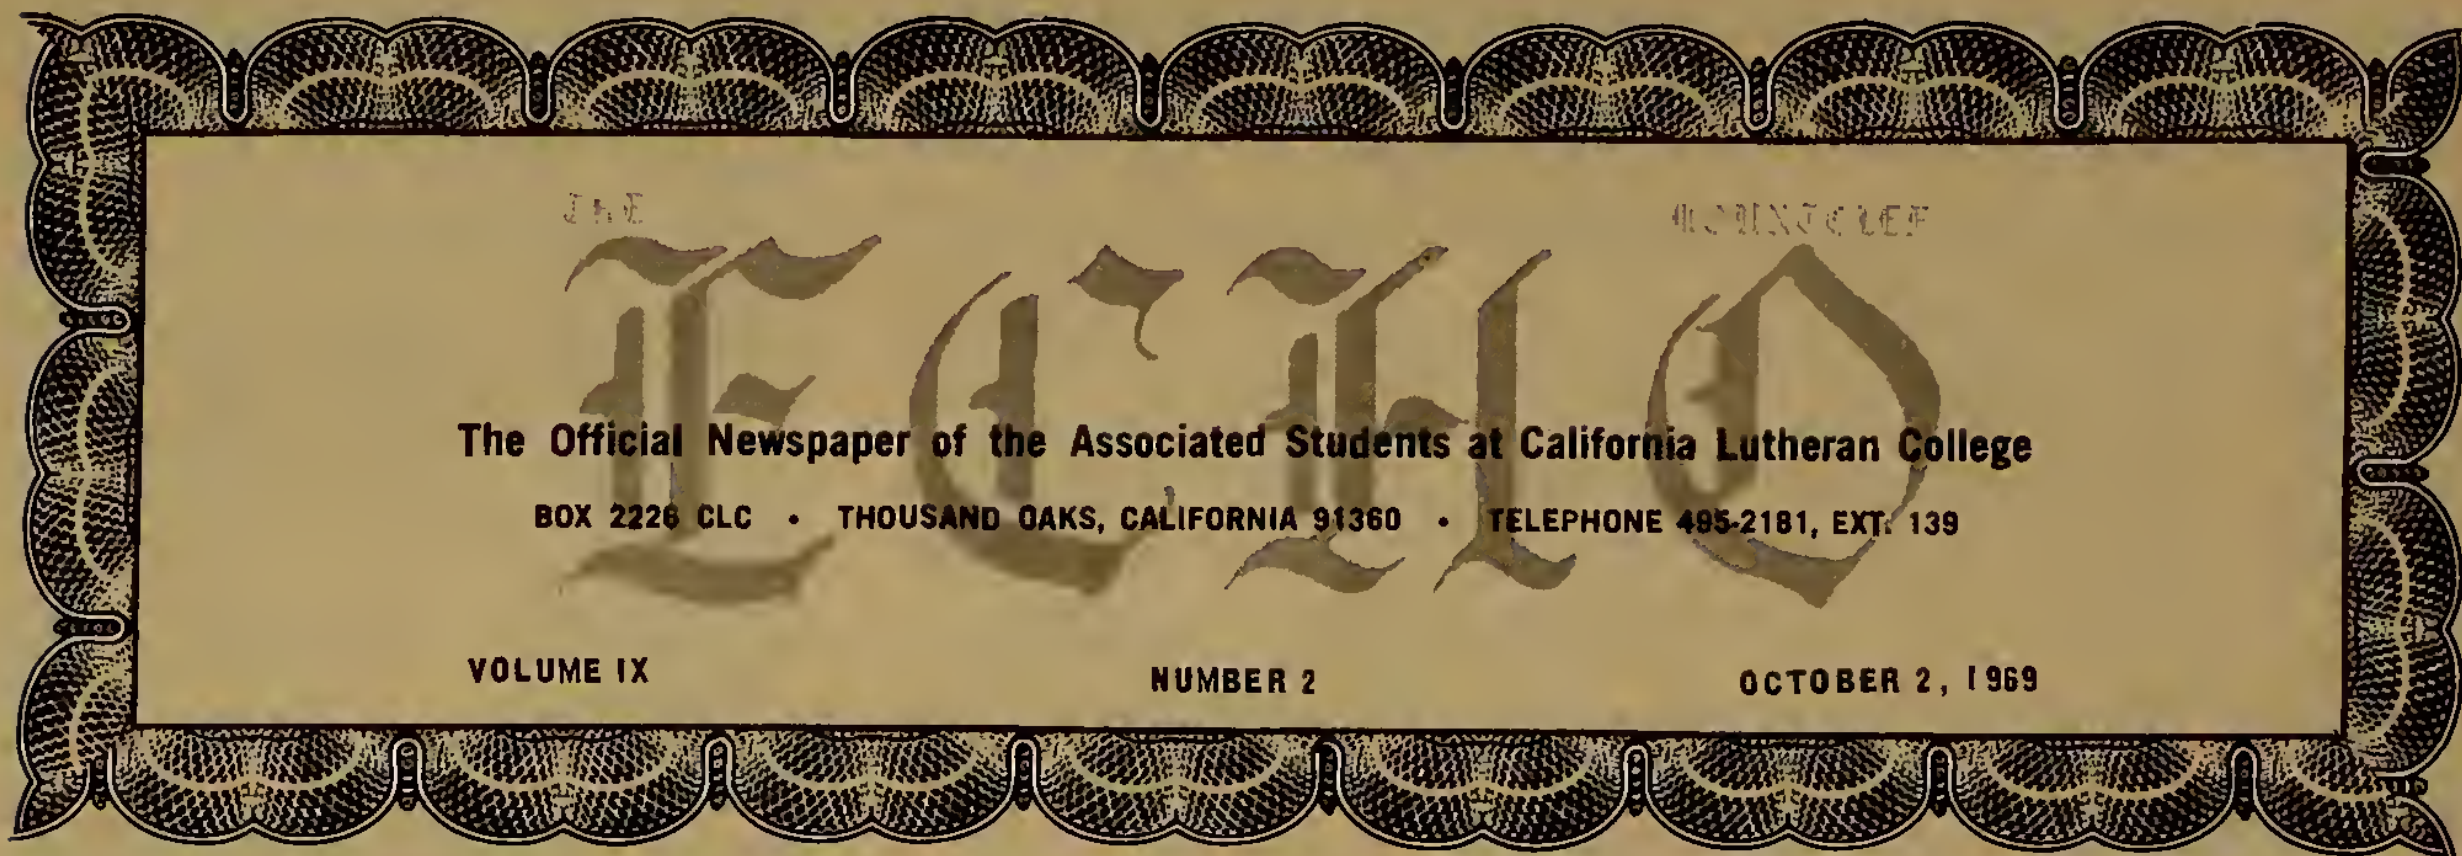 THE MOUNTCLEF
ECHO
The Official Newspaper of the Associated Students at California Lutheran College
BOX 2226 CLC • THOUSAND OAKS, CALIFORNIA 91360 • TELEPHONE 495-2181, EXT. 139
VOLUME IX NUMBER 2 OCTOBER 2, 1969